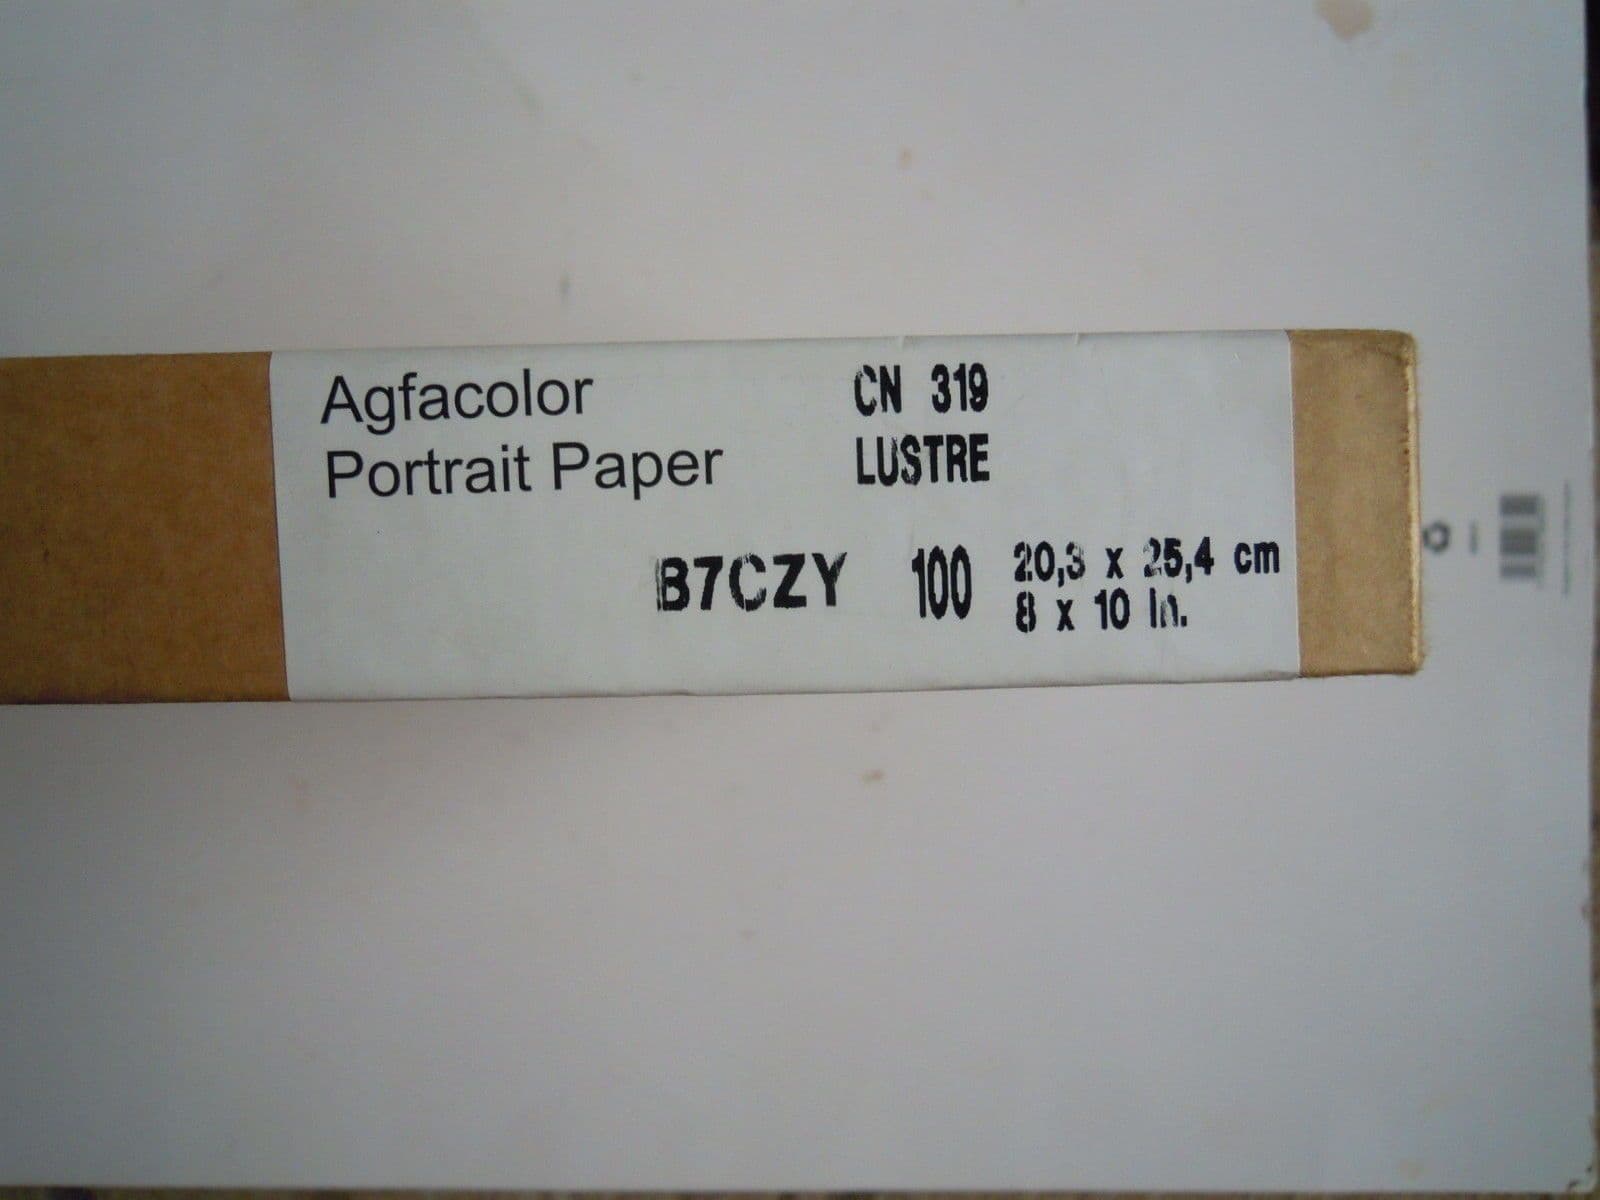 Agfacolor CN 319
Portrait Paper LUSTRE
B7CZY 100 20,3 x 25,4 cm
8 x 10 In.